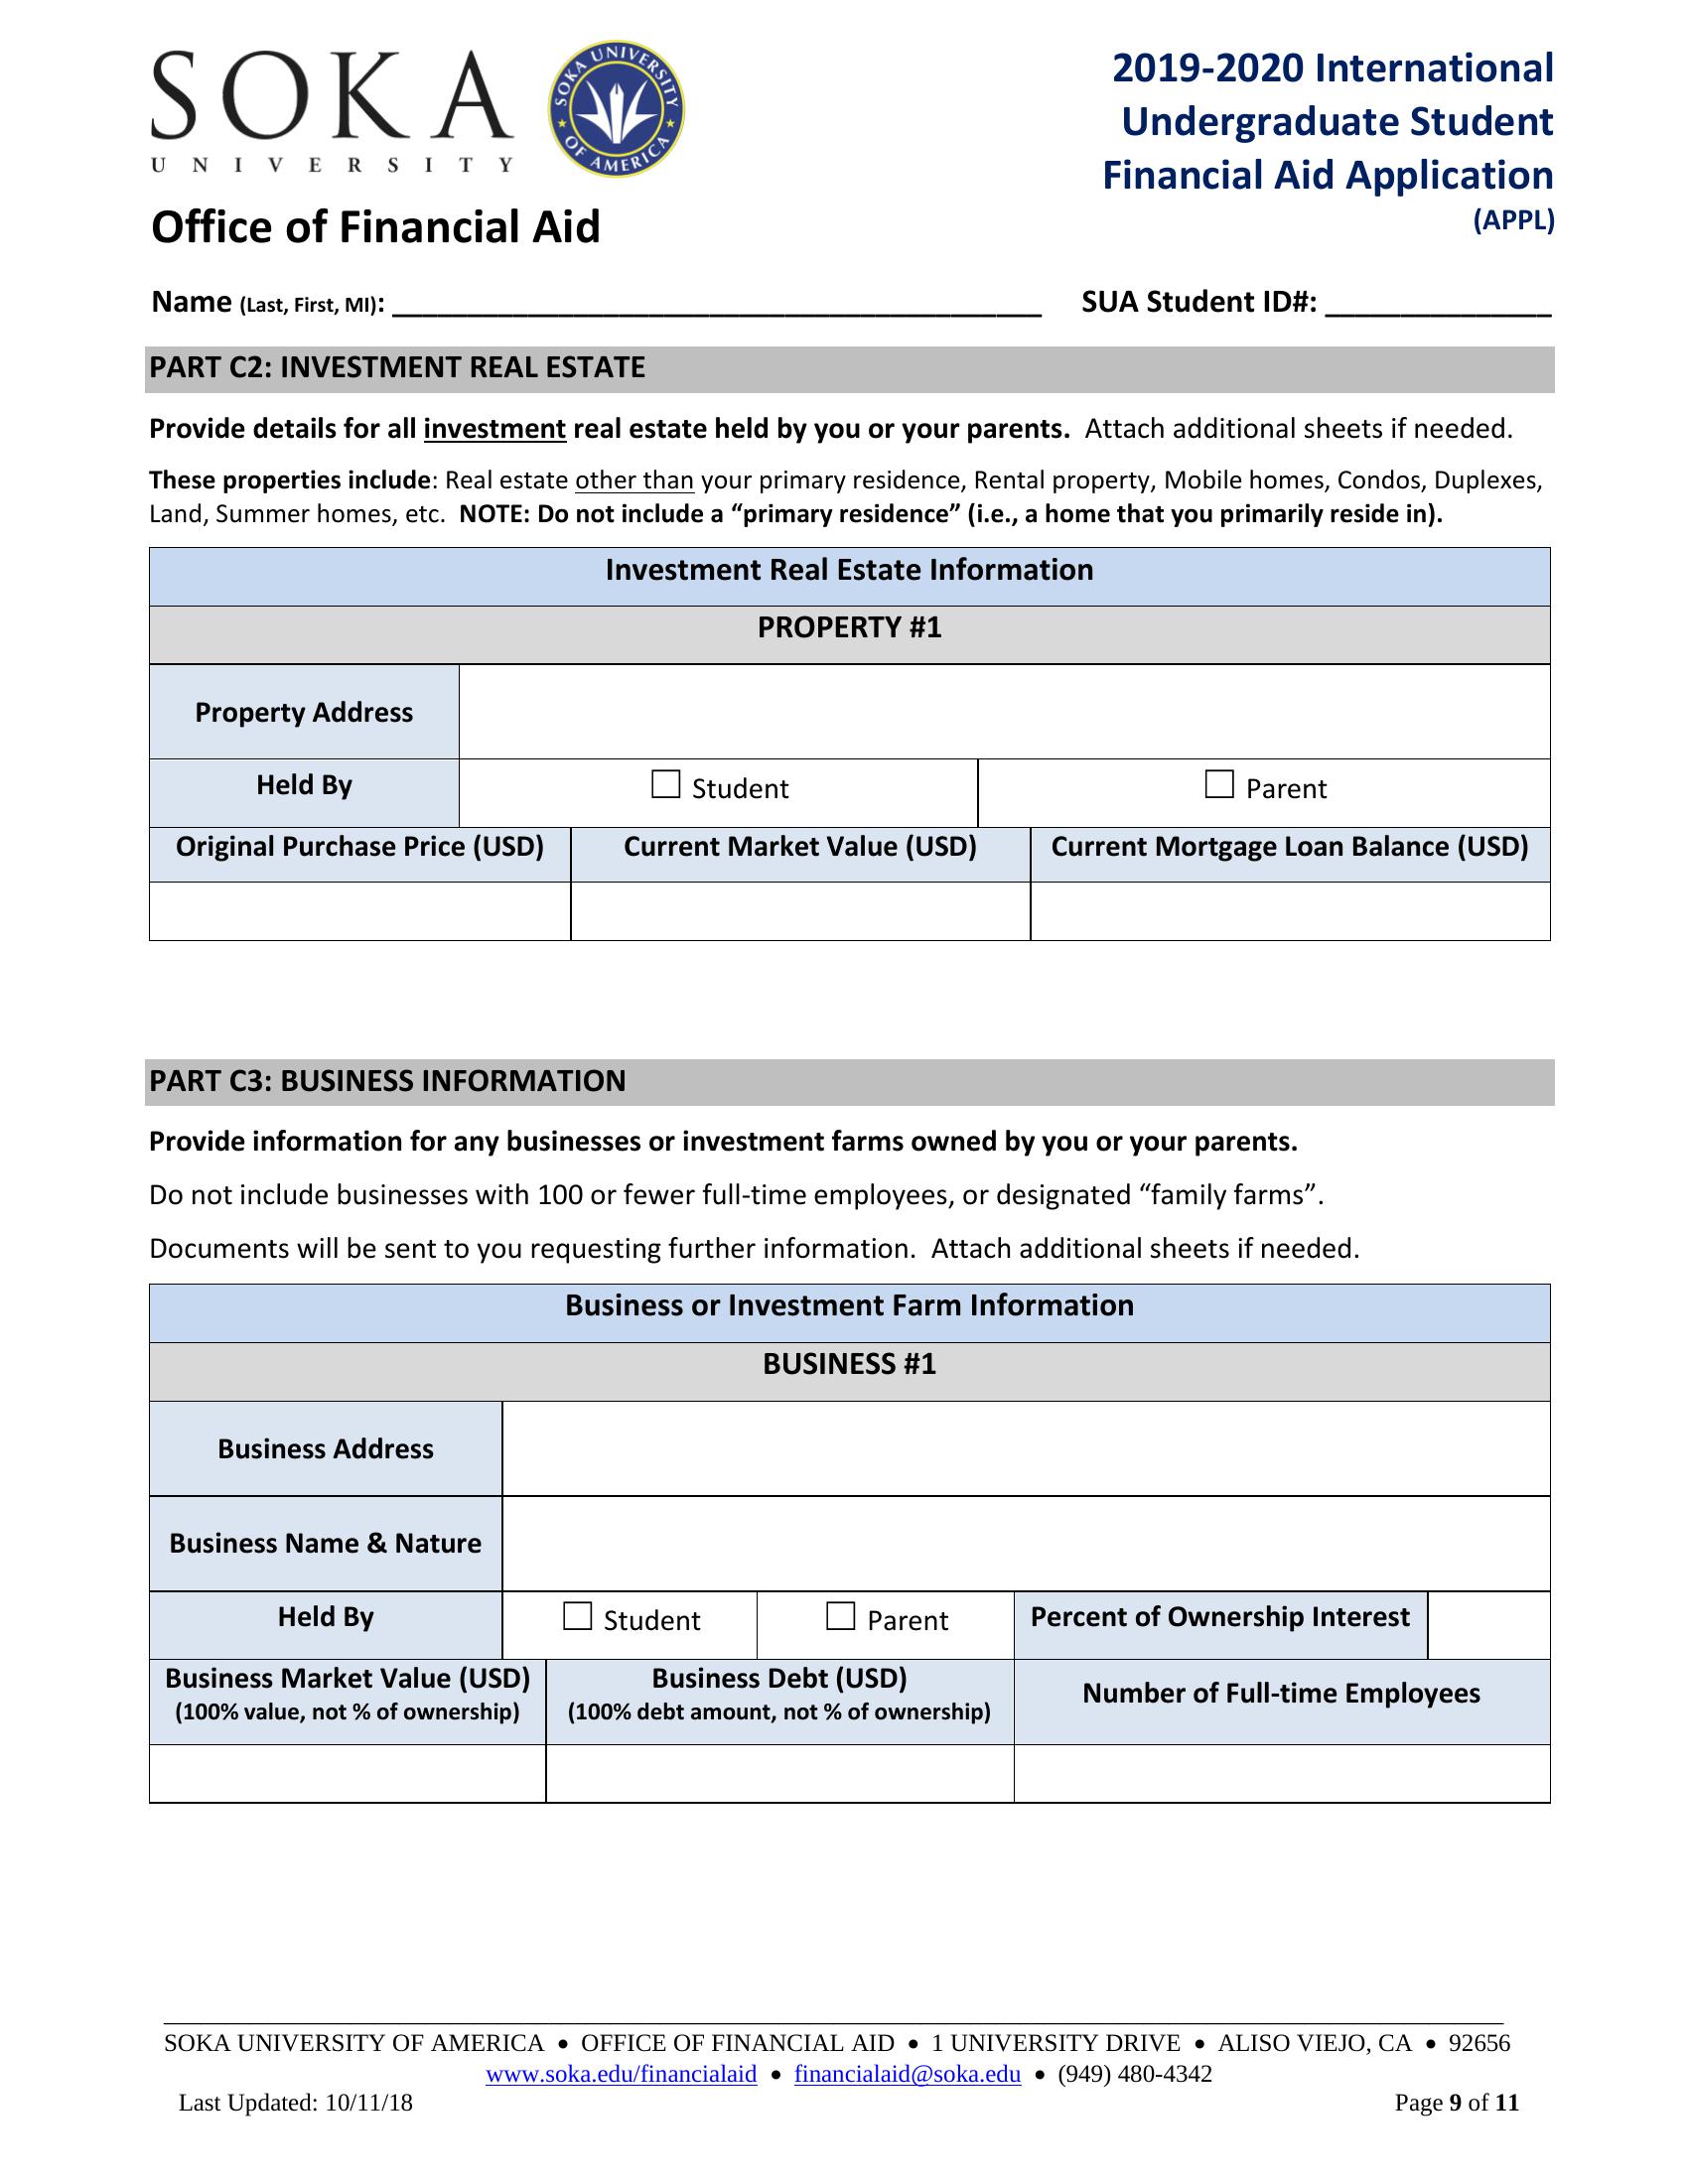 SOKA
UNIVERSITY
SOKA UNIVERSITY
OF AMERICA
2019-2020 International
Undergraduate Student
Financial Aid Application
(APPL)
Office of Financial Aid
Name (Last, First, MI): ___________________________________________ SUA Student ID#: _______________
PART C2: INVESTMENT REAL ESTATE
Provide details for all investment real estate held by you or your parents. Attach additional sheets if needed.
These properties include: Real estate other than your primary residence, Rental property, Mobile homes, Condos, Duplexes,
Land, Summer homes, etc. NOTE: Do not include a “primary residence” (i.e., a home that you primarily reside in).
Investment Real Estate Information
PROPERTY #1
Property Address
Held By ☐ Student ☐ Parent
Original Purchase Price (USD) Current Market Value (USD) Current Mortgage Loan Balance (USD)
PART C3: BUSINESS INFORMATION
Provide information for any businesses or investment farms owned by you or your parents.
Do not include businesses with 100 or fewer full-time employees, or designated “family farms”.
Documents will be sent to you requesting further information. Attach additional sheets if needed.
Business or Investment Farm Information
BUSINESS #1
Business Address
Business Name & Nature
Held By ☐ Student ☐ Parent Percent of Ownership Interest
Business Market Value (USD) Business Debt (USD) Number of Full-time Employees
(100% value, not % of ownership) (100% debt amount, not % of ownership)
SOKA UNIVERSITY OF AMERICA • OFFICE OF FINANCIAL AID • 1 UNIVERSITY DRIVE • ALISO VIEJO, CA • 92656
www.soka.edu/financialaid • financialaid@soka.edu • (949) 480-4342
Last Updated: 10/11/18 Page 9 of 11